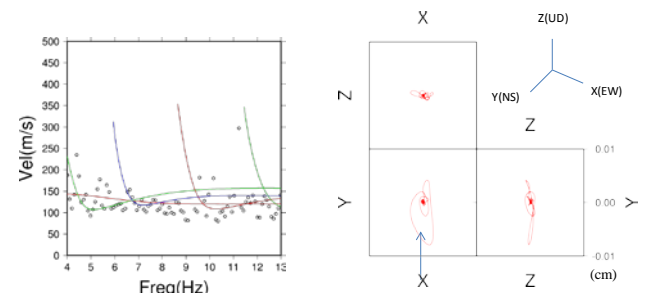 500
450
400
350
300
250
200
150
100
50
0
Vel(m/s)
4 5 6 7 8 9 10 11 12 13
Freq(Hz)
X
Z
Z(UD)
Y(NS)
X(EW)
Z
Y
0.01
0.00
-0.01
Y
X
Z
(cm)